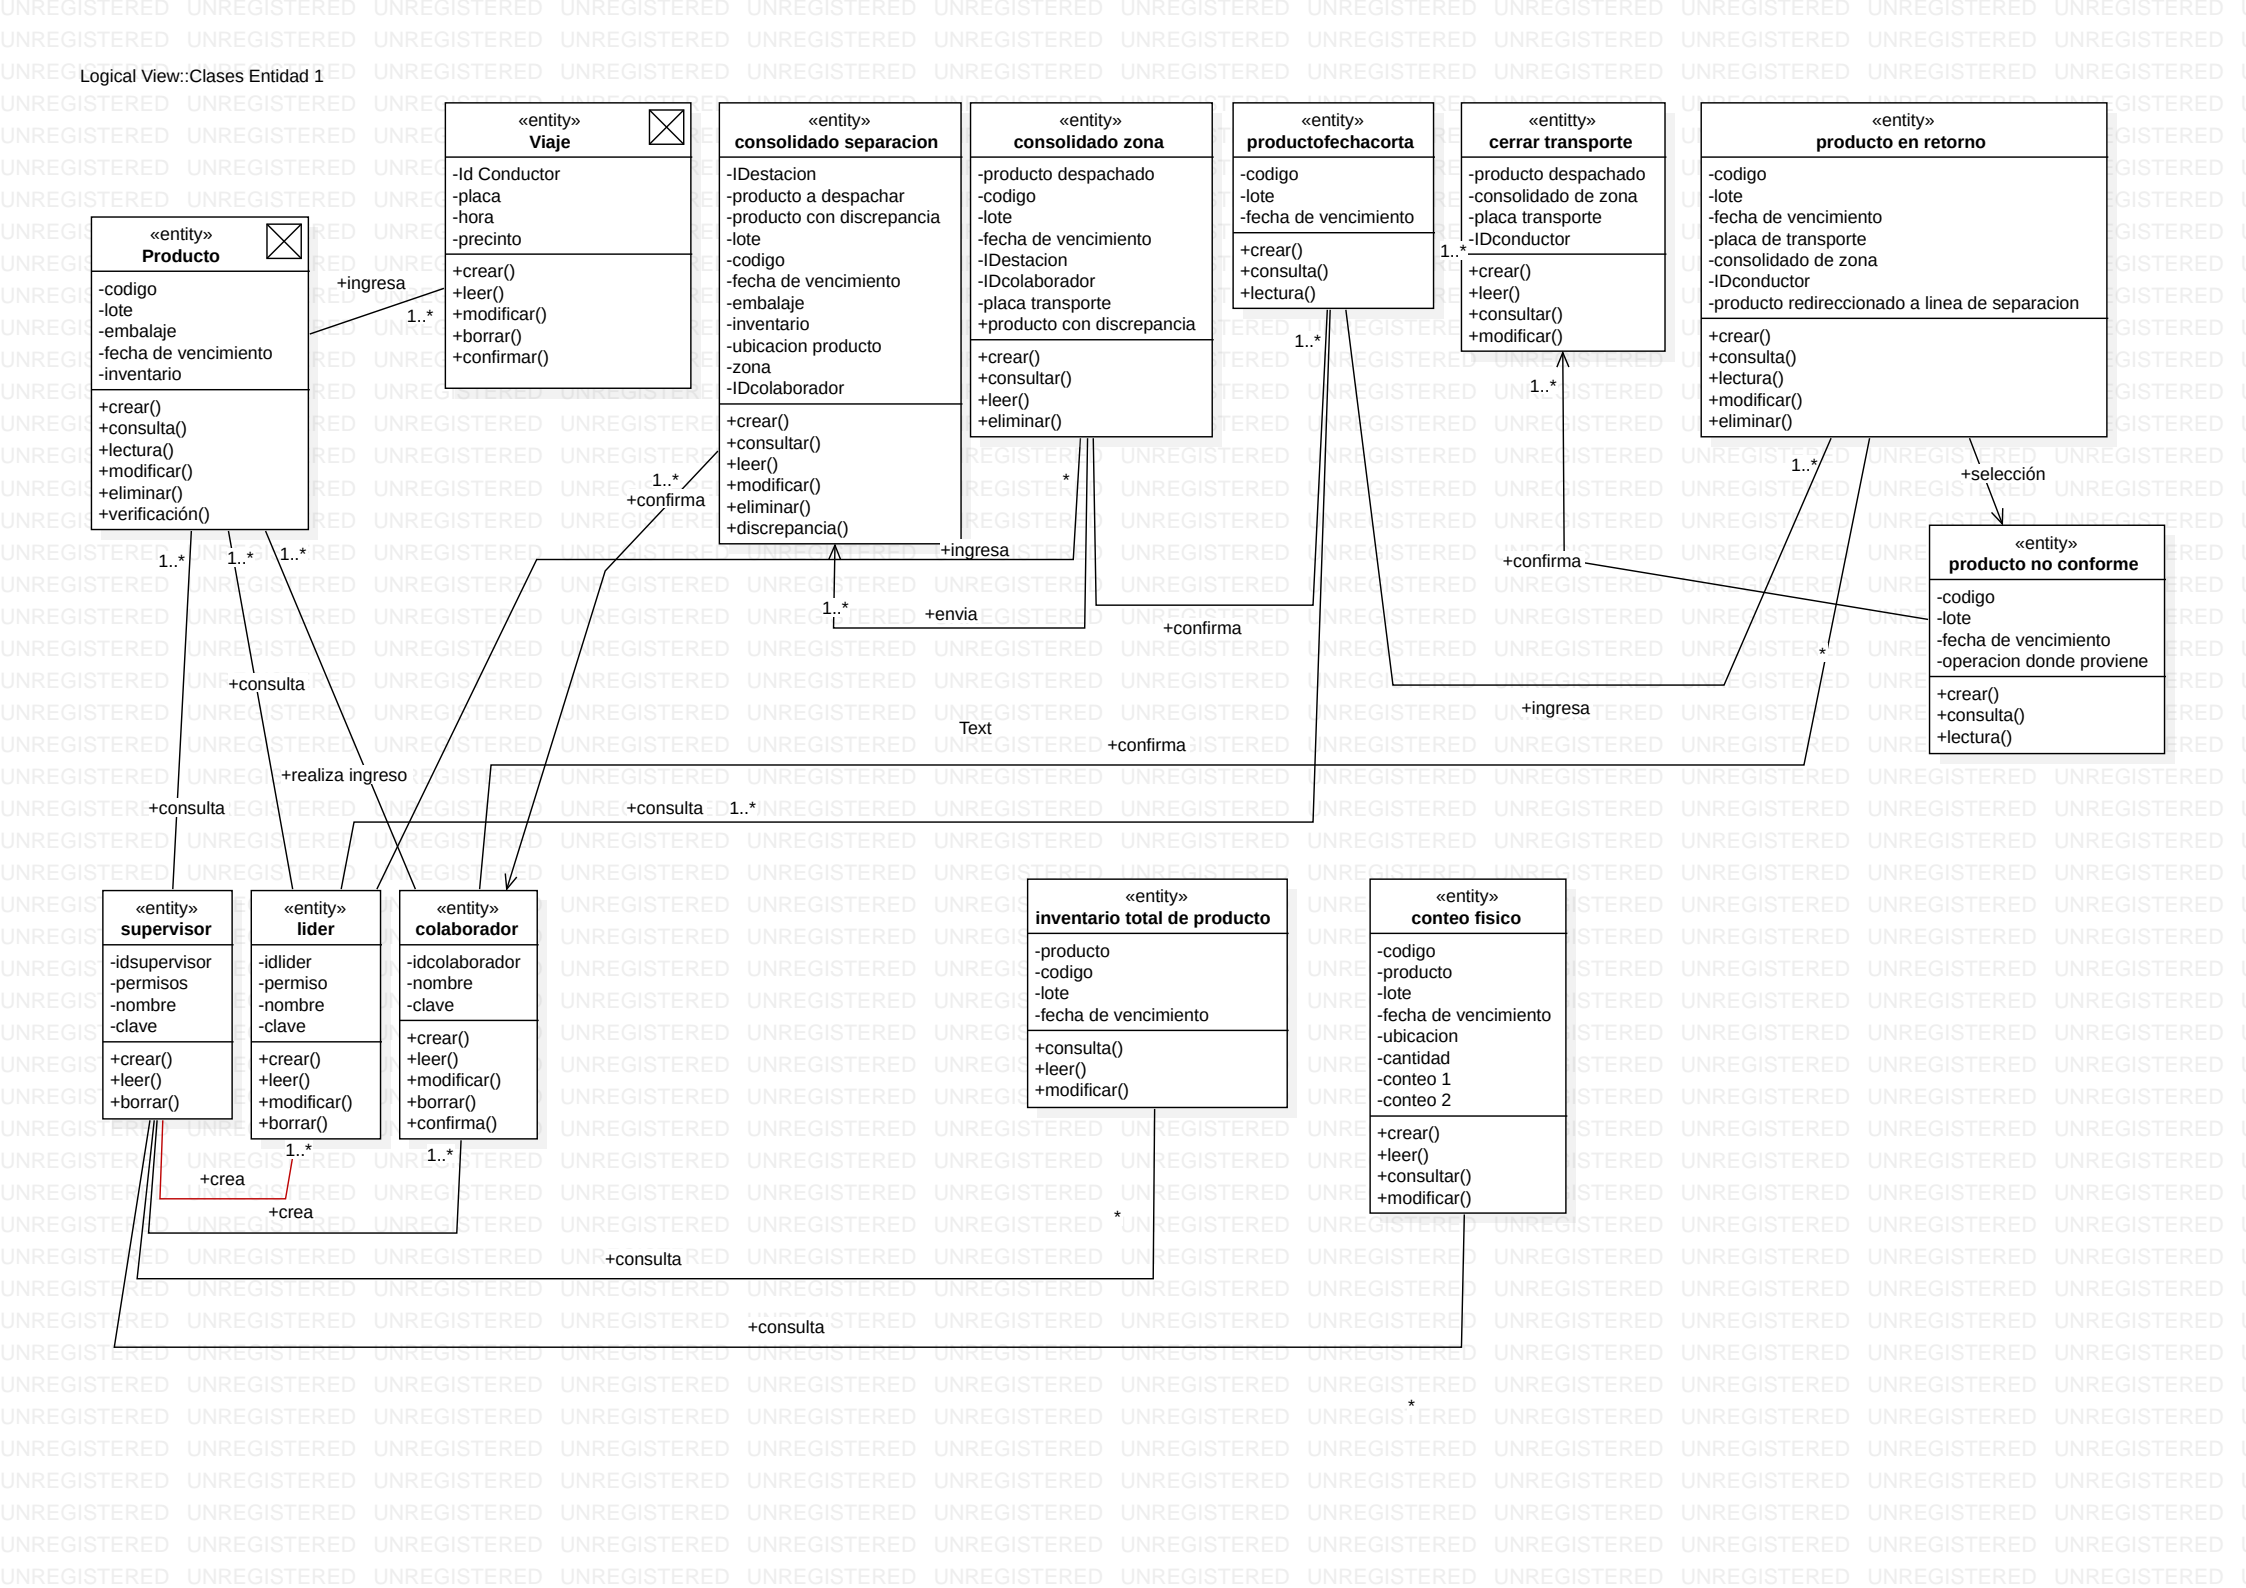 Logical View::Clases Entidad 1
«entity»
Producto
-codigo
-lote
-embalaje
-fecha de vencimiento
-inventario
+crear()
+consulta()
+lectura()
+modificar()
+eliminar()
+verificación()
+ingresa
1..*
«entity»
Viaje
-Id Conductor
-placa
-hora
-precinto
+crear()
+leer()
+modificar()
+borrar()
+confirmar()
«entity»
consolidado separacion
-IDestacion
-producto a despachar
-producto con discrepancia
-lote
-codigo
-fecha de vencimiento
-embalaje
-inventario
-ubicacion producto
-zona
-IDcolaborador
+crear()
+consultar()
+leer()
+modificar()
+eliminar()
+discrepancia()
«entity»
consolidado zona
-producto despachado
-codigo
-lote
-fecha de vencimiento
-IDestacion
-IDcolaborador
-placa transporte
+producto con discrepancia
+crear()
+consultar()
+leer()
+eliminar()
«entity»
productofechacorta
-codigo
-lote
-fecha de vencimiento
+crear()
+consulta()
+lectura()
1..*
1..*
«entitty»
cerrar transporte
-producto despachado
-consolidado de zona
-placa transporte
-IDconductor
+crear()
+leer()
+consultar()
+modificar()
1..*
«entity»
producto en retorno
-codigo
-lote
-fecha de vencimiento
-placa de transporte
-consolidado de zona
-IDconductor
-producto redireccionado a linea de separacion
+crear()
+consulta()
+lectura()
+modificar()
+eliminar()
1..*
+selección
1..*
+confirma
*
+ingresa
1..*
+envia
+confirma
+confirma
«entity»
producto no conforme
-codigo
-lote
-fecha de vencimiento
-operacion donde proviene
+crear()
+consulta()
+lectura()
*
+ingresa
1..*
1..*
1..*
+consulta
Text
+confirma
+realiza ingreso
+consulta
+consulta
1..*
«entity»
supervisor
-idsupervisor
-permisos
-nombre
-clave
+crear()
+leer()
+borrar()
«entity»
lider
-idlider
-permiso
-nombre
-clave
+crear()
+leer()
+modificar()
+borrar()
«entity»
colaborador
-idcolaborador
-nombre
-clave
+crear()
+leer()
+modificar()
+borrar()
+confirma()
«entity»
inventario total de producto
-producto
-codigo
-lote
-fecha de vencimiento
+consulta()
+leer()
+modificar()
«entity»
conteo fisico
-codigo
-producto
-lote
-fecha de vencimiento
-ubicacion
-cantidad
-conteo 1
-conteo 2
+crear()
+leer()
+consultar()
+modificar()
1..*
1..*
+crea
+crea
*
+consulta
+consulta
*
UNREGISTERED